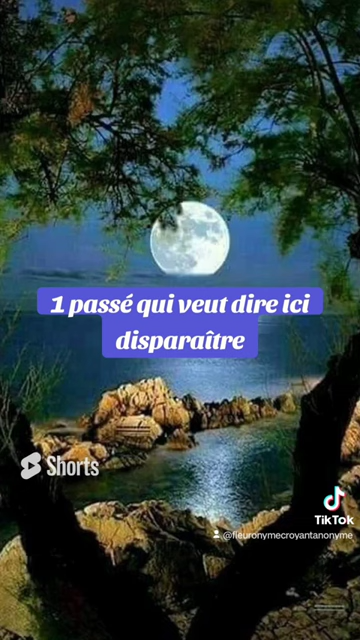 1 passé qui veut dire ici
disparaître
Shorts
TikTok
@fleuronymecroyantanonyme